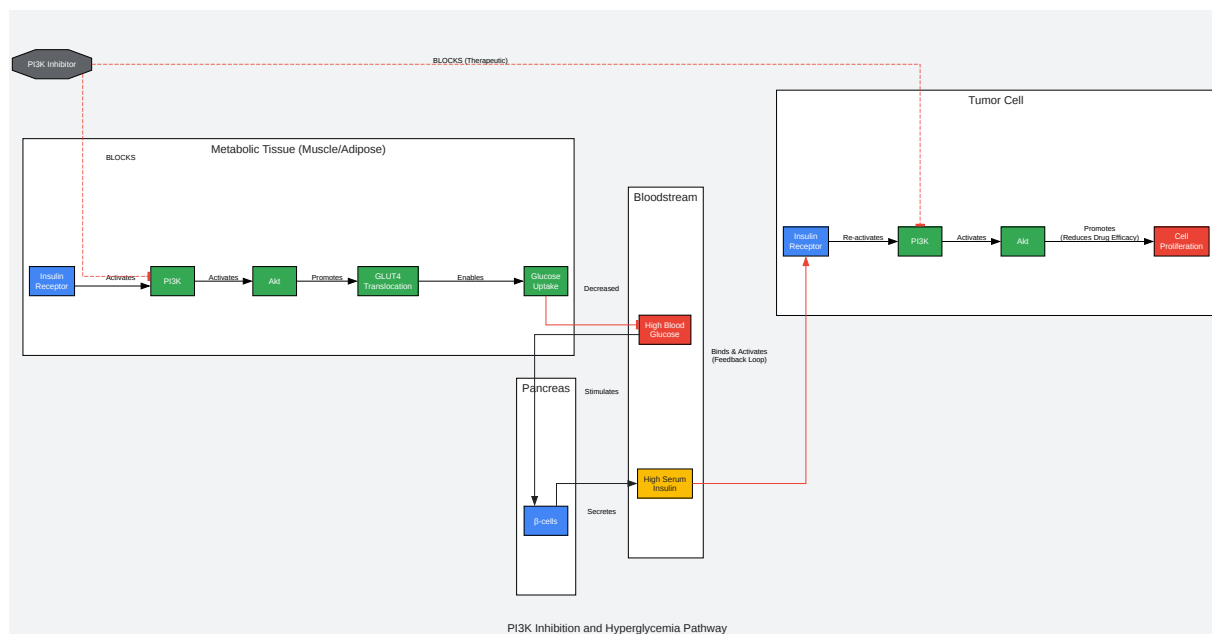 PI3K Inhibitor
BLOCKS (Therapeutic)
Tumor Cell
Metabolic Tissue (Muscle/Adipose)
BLOCKS
Bloodstream
Insulin
Receptor
Re-activates
PI3K
Activates
Akt
Promotes
(Reduces Drug Efficacy)
Cell
Proliferation
Insulin
Receptor
Activates
PI3K
Activates
Akt
Promotes
GLUT4
Translocation
Enables
Glucose
Uptake
Decreased
High Blood
Glucose
Binds & Activates
(Feedback Loop)
Pancreas
Stimulates
High Serum
Insulin
Secretes
β-cells
PI3K Inhibition and Hyperglycemia Pathway